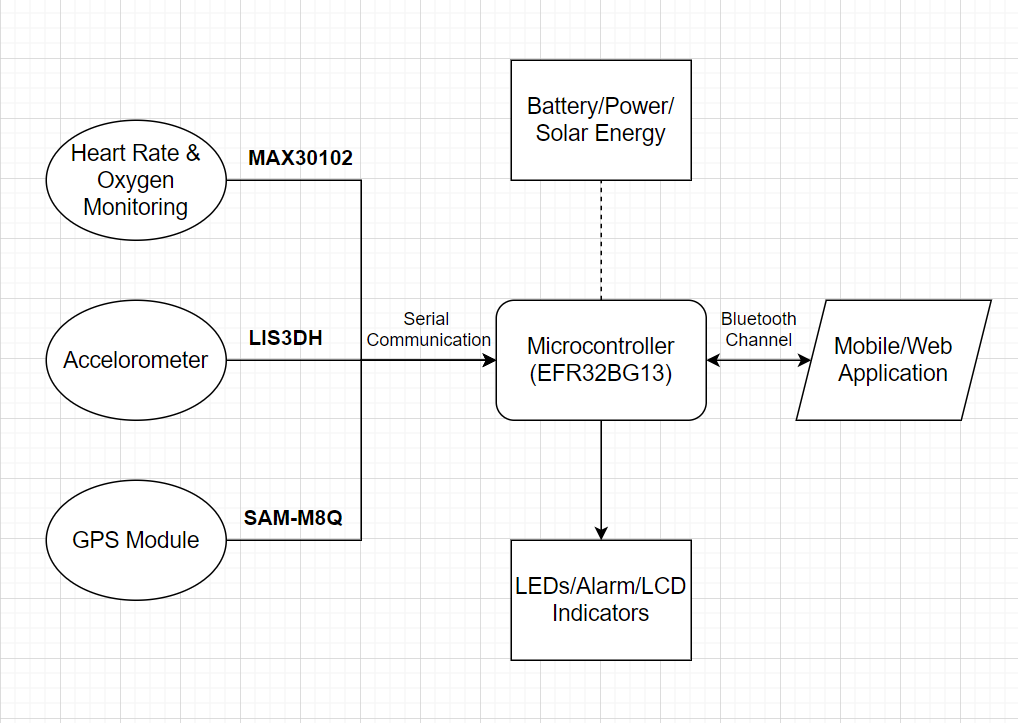 Battery/Power/
Solar Energy
Heart Rate &
Oxygen
Monitoring
MAX30102
Accelorometer
LIS3DH
Serial
Communication
Microcontroller
(EFR32BG13)
Bluetooth
Channel
Mobile/Web
Application
GPS Module
SAM-M8Q
LEDs/Alarm/LCD
Indicators